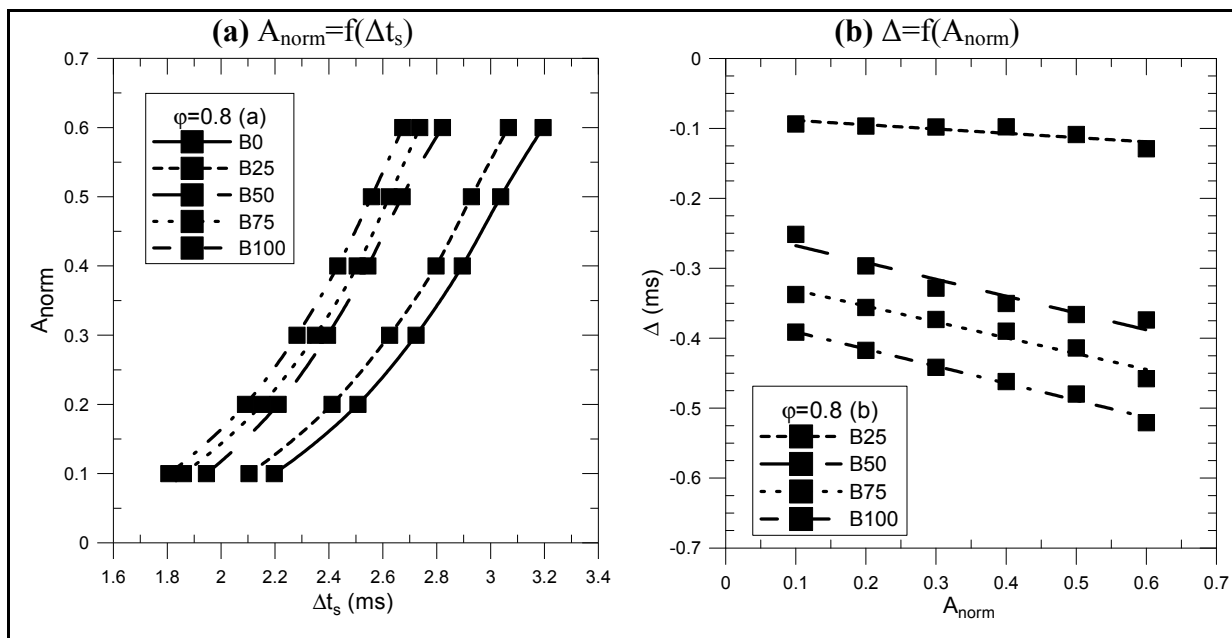 (a) Anorm=f(Δts)
0.7
0.6
0.5
0.4
0.3
0.2
0.1
0
Anorm
φ=0.8 (a)
B0
B25
B50
B75
B100
1.6 1.8 2 2.2 2.4 2.6 2.8 3 3.2 3.4
Δts (ms)
(b) Δ=f(Anorm)
0
-0.1
-0.2
-0.3
-0.4
-0.5
-0.6
-0.7
Δ (ms)
φ=0.8 (b)
B25
B50
B75
B100
0 0.1 0.2 0.3 0.4 0.5 0.6 0.7
Anorm